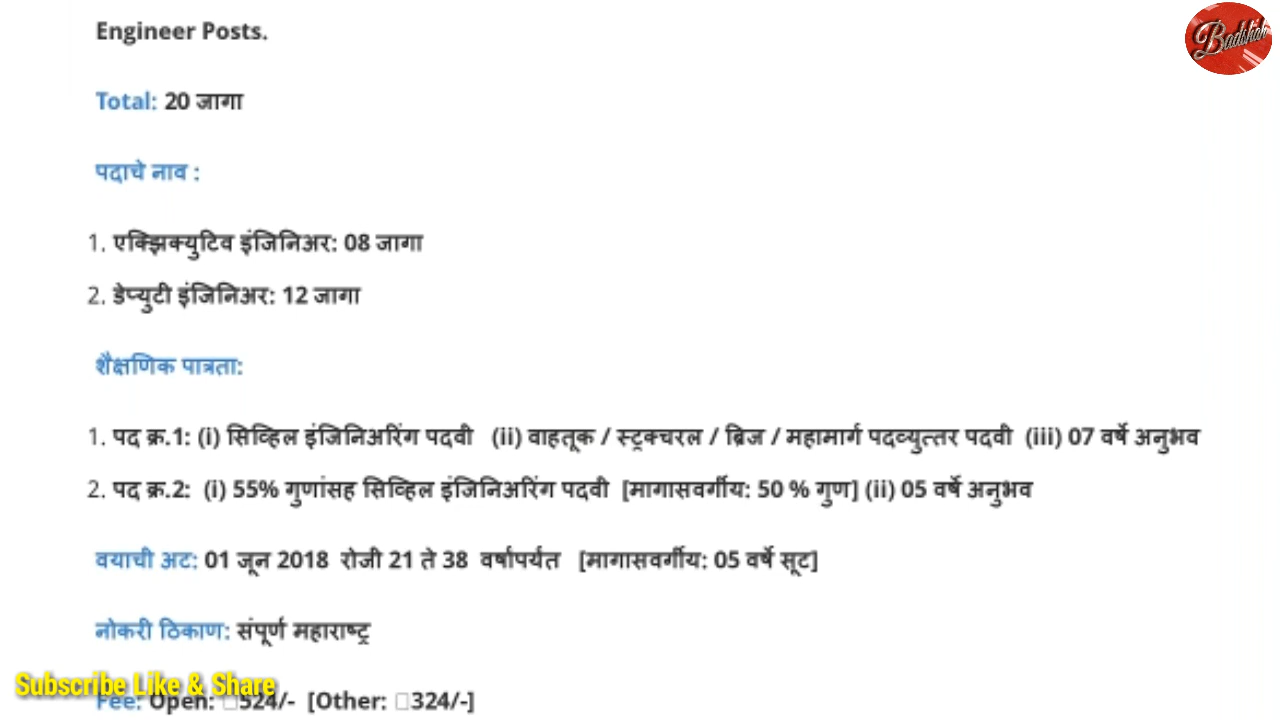 Badshah
Engineer Posts.
Total: 20 जागा
पदाचे नाव :
1. एक्झिक्युटिव इंजिनिअर: 08 जागा
2. डेप्युटी इंजिनिअर: 12 जागा
शैक्षणिक पात्रता:
1. पद क्र.1: (i) सिव्हिल इंजिनिअरिंग पदवी (ii) वाहतूक / स्ट्रक्चरल / ब्रिज / महामार्ग पदव्युत्तर पदवी (iii) 07 वर्षे अनुभव
2. पद क्र.2: (i) 55% गुणांसह सिव्हिल इंजिनिअरिंग पदवी [मागासवर्गीय: 50 % गुण] (ii) 05 वर्षे अनुभव
वयाची अट: 01 जून 2018 रोजी 21 ते 38 वर्षापर्यंत [मागासवर्गीय: 05 वर्षे सूट]
नोकरी ठिकाण: संपूर्ण महाराष्ट्र
Subscribe Like & Share
Fee: Open: □524/- [Other: □324/-]